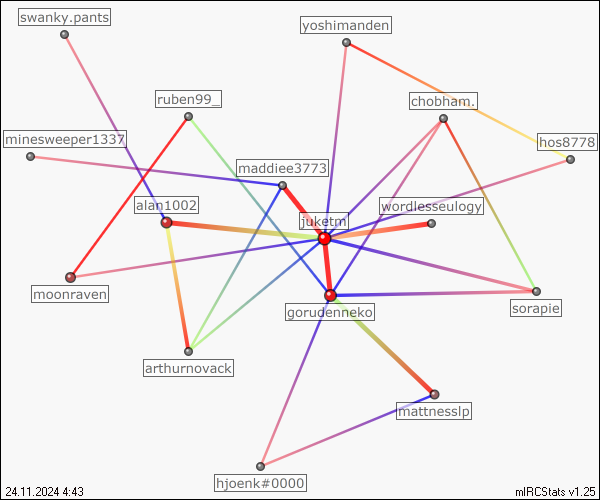 swanky.pants
yoshimanden
ruben99_
chobham.
minesweeper1337
hos8778
maddiee3773
alan1002
wordlesseulogy
juketm
moonraven
gorudenneko
sorapie
arthurnovack
mattnesslp
hjoenk#0000
24.11.2024 4:43
mIRCStats v1.25